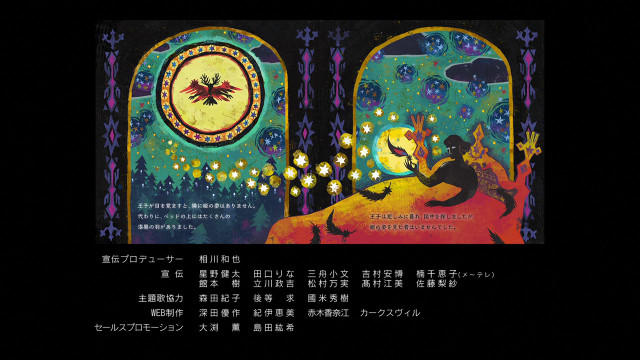 王子が目を覚ますと、隣に姫の姿はありません。
代わりに、ベッドの上にはたくさんの
漆黒の羽がありました。
王子は悲しみに暮れ、国中を探しましたが、
姫の姿を見た者はいませんでした。
宣伝プロデューサー 相川和也
宣伝 星野健太 田口りな 三舟小文 吉村安博 楠千恵子(メ~テレ)
館本樹 立川政吉 松村万実 髙村江美 佐藤梨紗
主題歌協力 森田紀子 後等求 國米秀樹
WEB制作 深田優作 紀伊恵美 赤木香奈江 カークスヴィル
セールスプロモーション 大渕薫 島田紘希